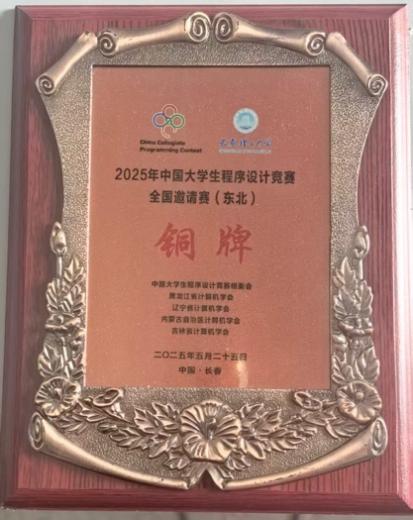 China Collegiate
Programming Contest
2025年中国大学生程序设计竞赛
全国邀请赛（东北）
铜牌
中国大学生程序设计竞赛组委会
黑龙江省计算机学会
辽宁省计算机学会
内蒙古自治区计算机学会
吉林省计算机学会
二〇二五年五月二十五日
中国·长春